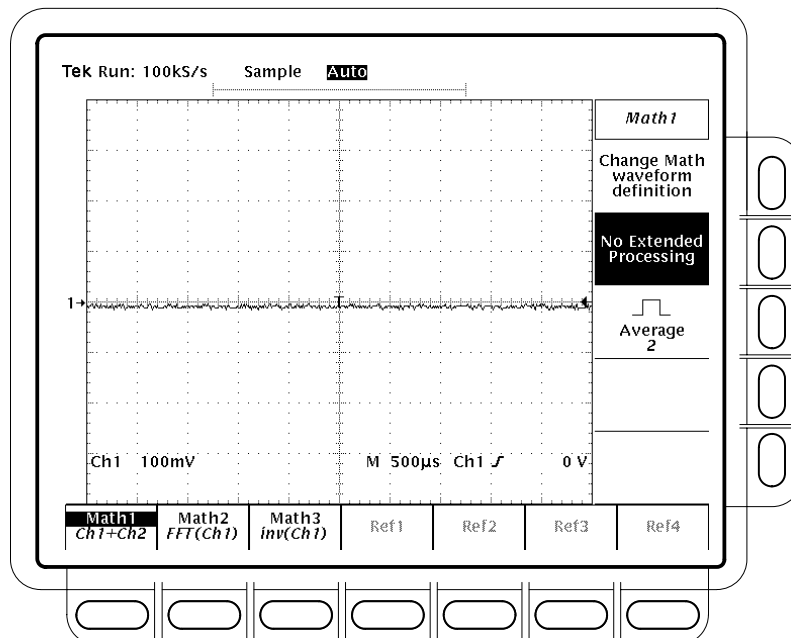 Tek Run: 100kS/s Sample Auto
T
1
Ch1 100mV M 500µs Ch1 0 V
Math1
Change Math
waveform
definition
No Extended
Processing
Average
2
Math1
Ch1+Ch2
Math2
FFT(Ch1)
Math3
inv(Ch1)
Ref1
Ref2
Ref3
Ref4